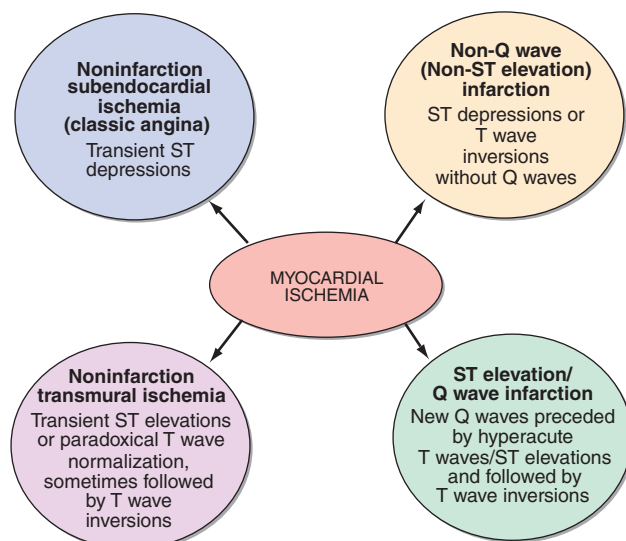 Noninfarction
subendocardial
ischemia
(classic angina)
Transient ST
depressions
Non-Q wave
(Non-ST elevation)
infarction
ST depressions or
T wave
inversions
without Q waves
MYOCARDIAL
ISCHEMIA
Noninfarction
transmural ischemia
Transient ST elevations
or paradoxical T wave
normalization,
sometimes followed
by T wave
inversions
ST elevation/
Q wave infarction
New Q waves preceded
by hyperacute
T waves/ST elevations
and followed by
T wave inversions